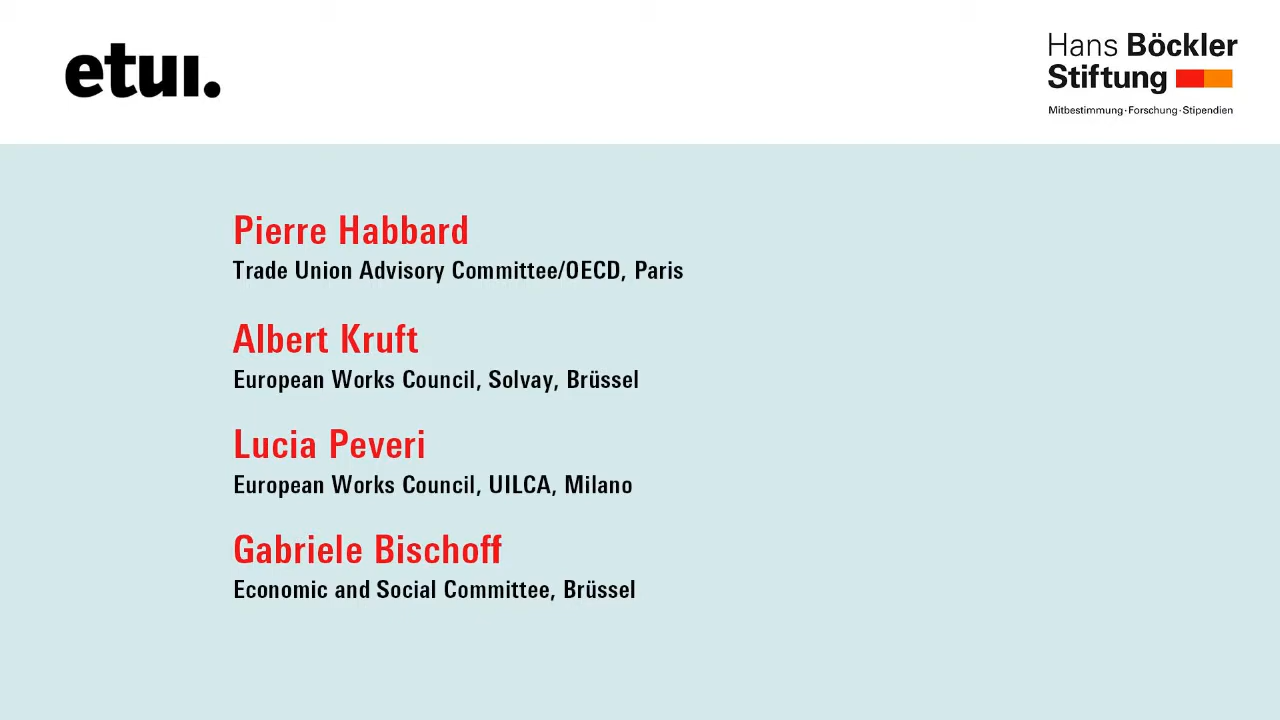 etui.
Hans Böckler
Stiftung
Mitbestimmung·Forschung·Stipendien
Pierre Habbard
Trade Union Advisory Committee/OECD, Paris
Albert Kruft
European Works Council, Solvay, Brüssel
Lucia Peveri
European Works Council, UILCA, Milano
Gabriele Bischoff
Economic and Social Committee, Brüssel